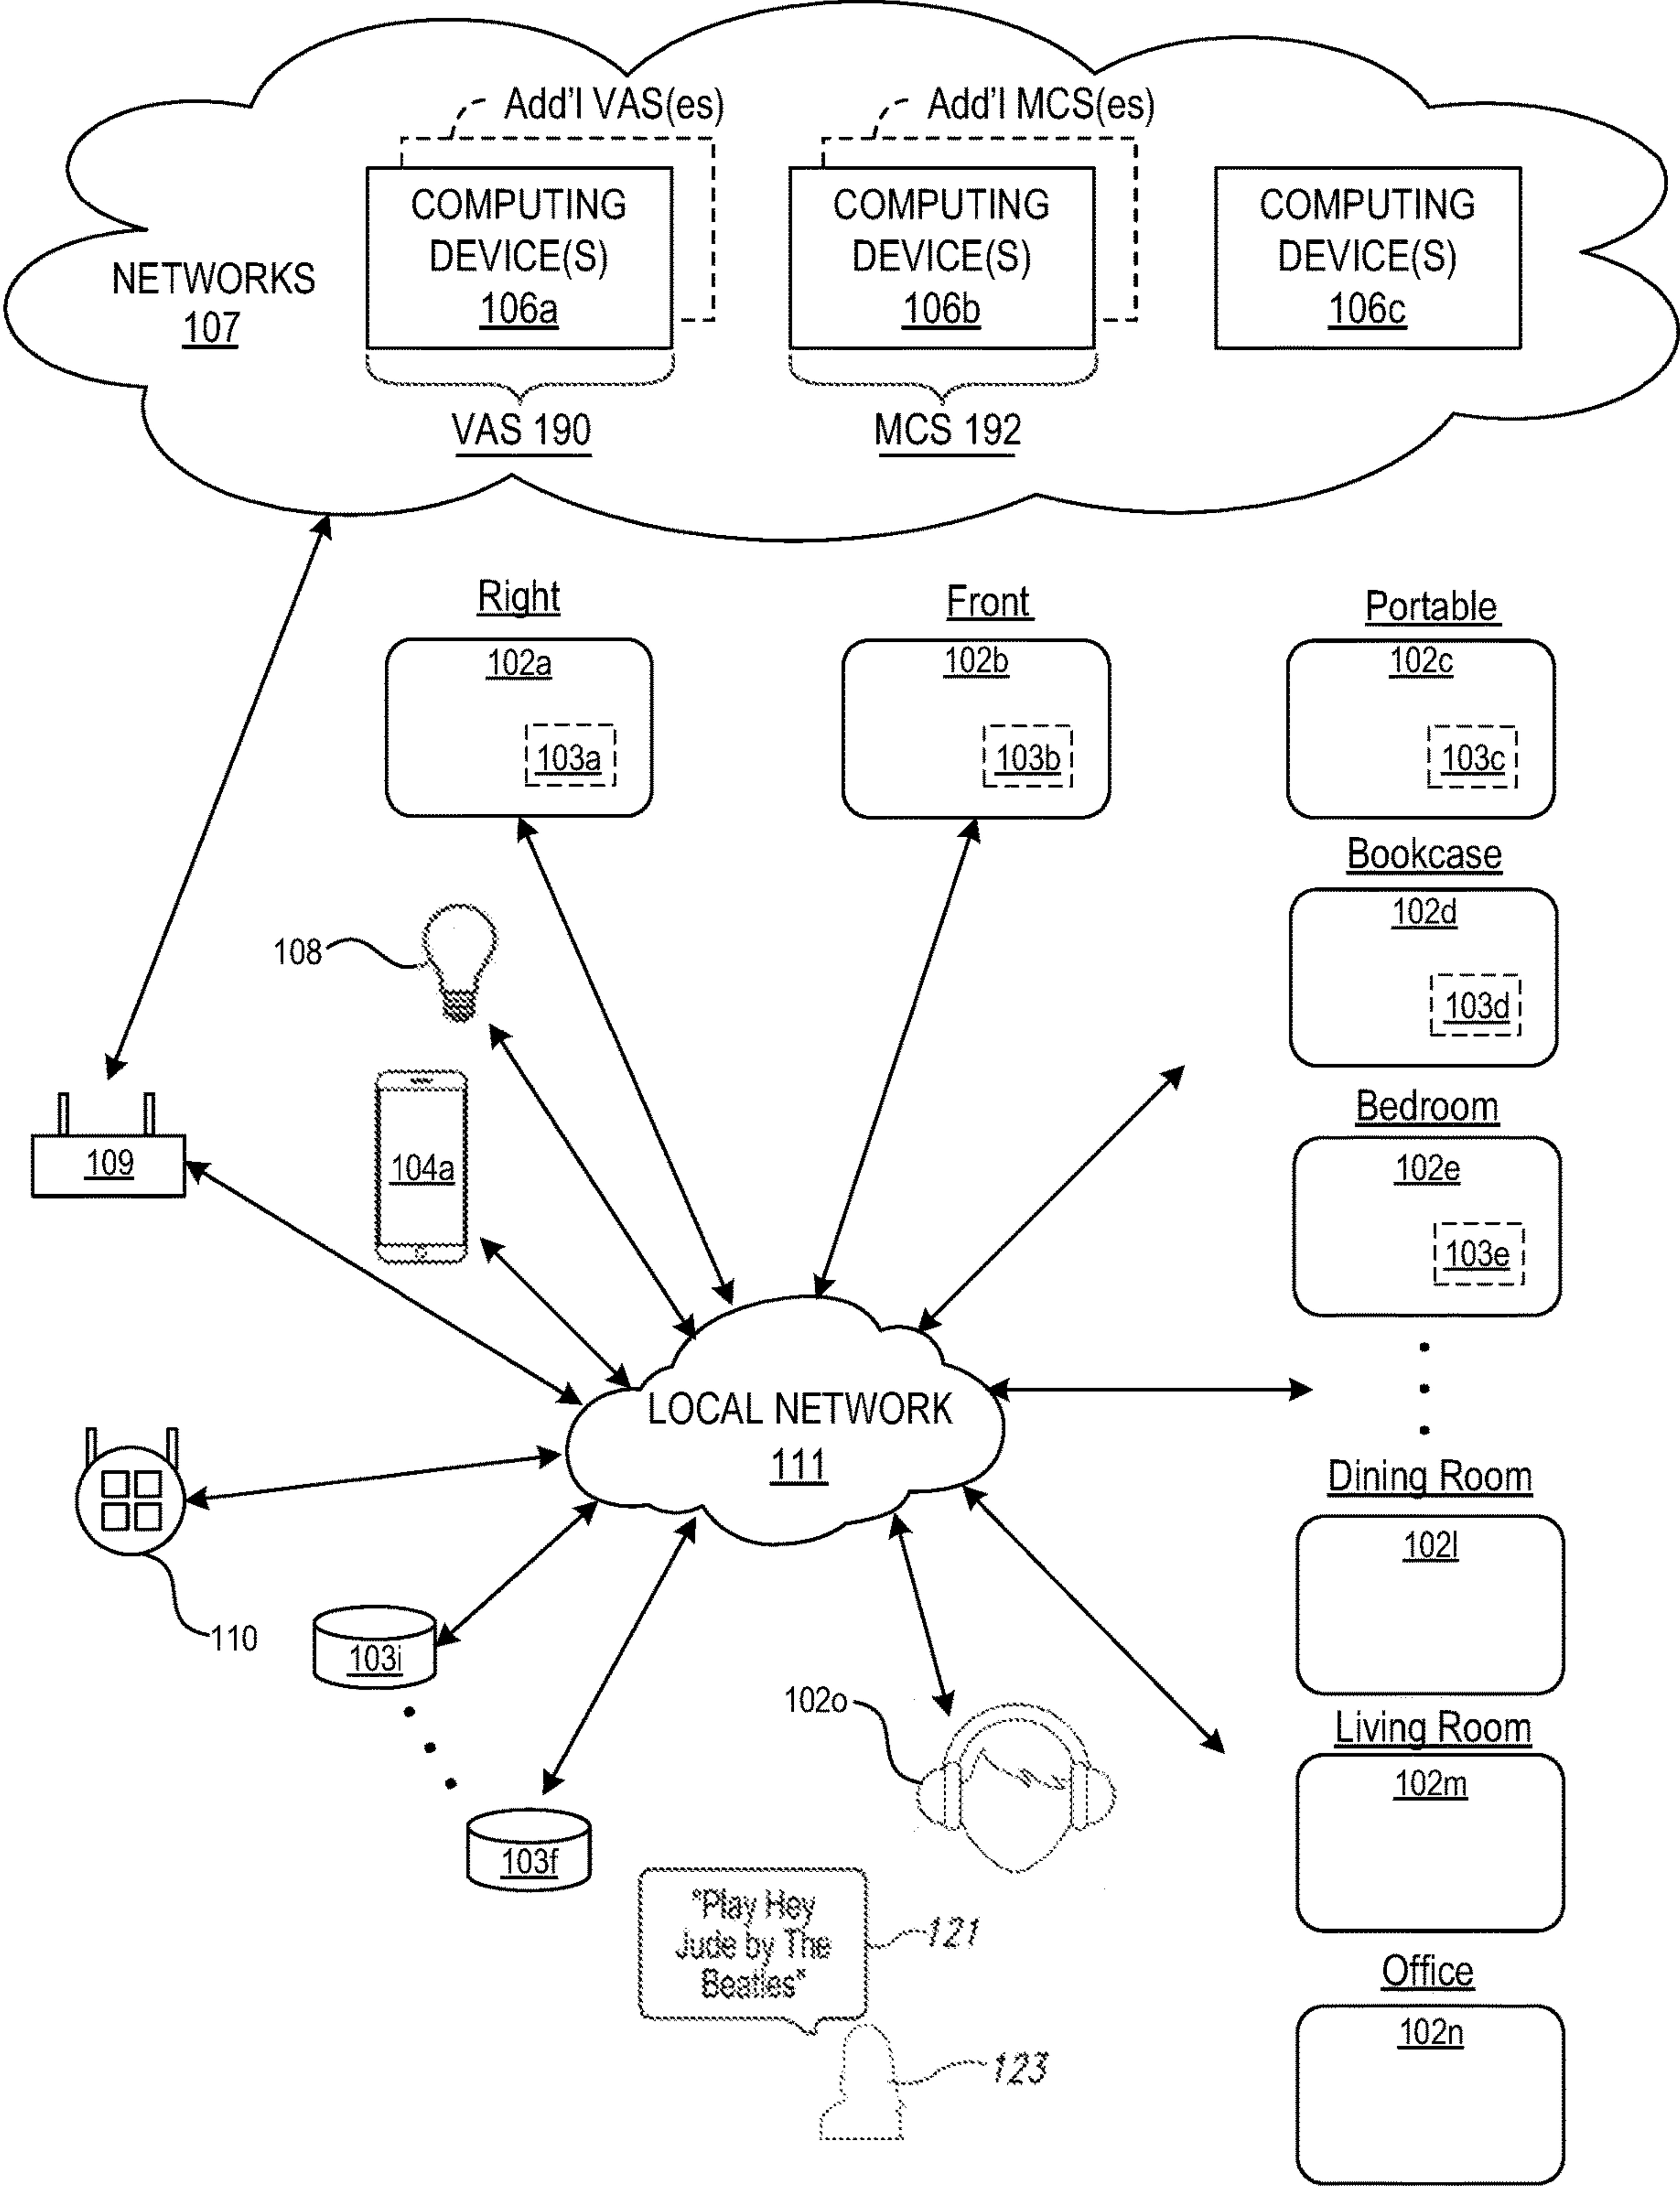 Add'l VAS(es)
Add'l MCS(es)
COMPUTING
DEVICE(S)
106a
COMPUTING
DEVICE(S)
106b
COMPUTING
DEVICE(S)
106c
NETWORKS
107
VAS 190
MCS 192
Right
102a
103a
Front
102b
103b
Portable
102c
103c
Bookcase
102d
103d
108
Bedroom
102e
103e
109
104a
LOCAL NETWORK
111
Dining Room
102l
110
103i
Living Room
102m
102o
103f
"Play Hey
Jude by The
Beatles"
121
Office
102n
123